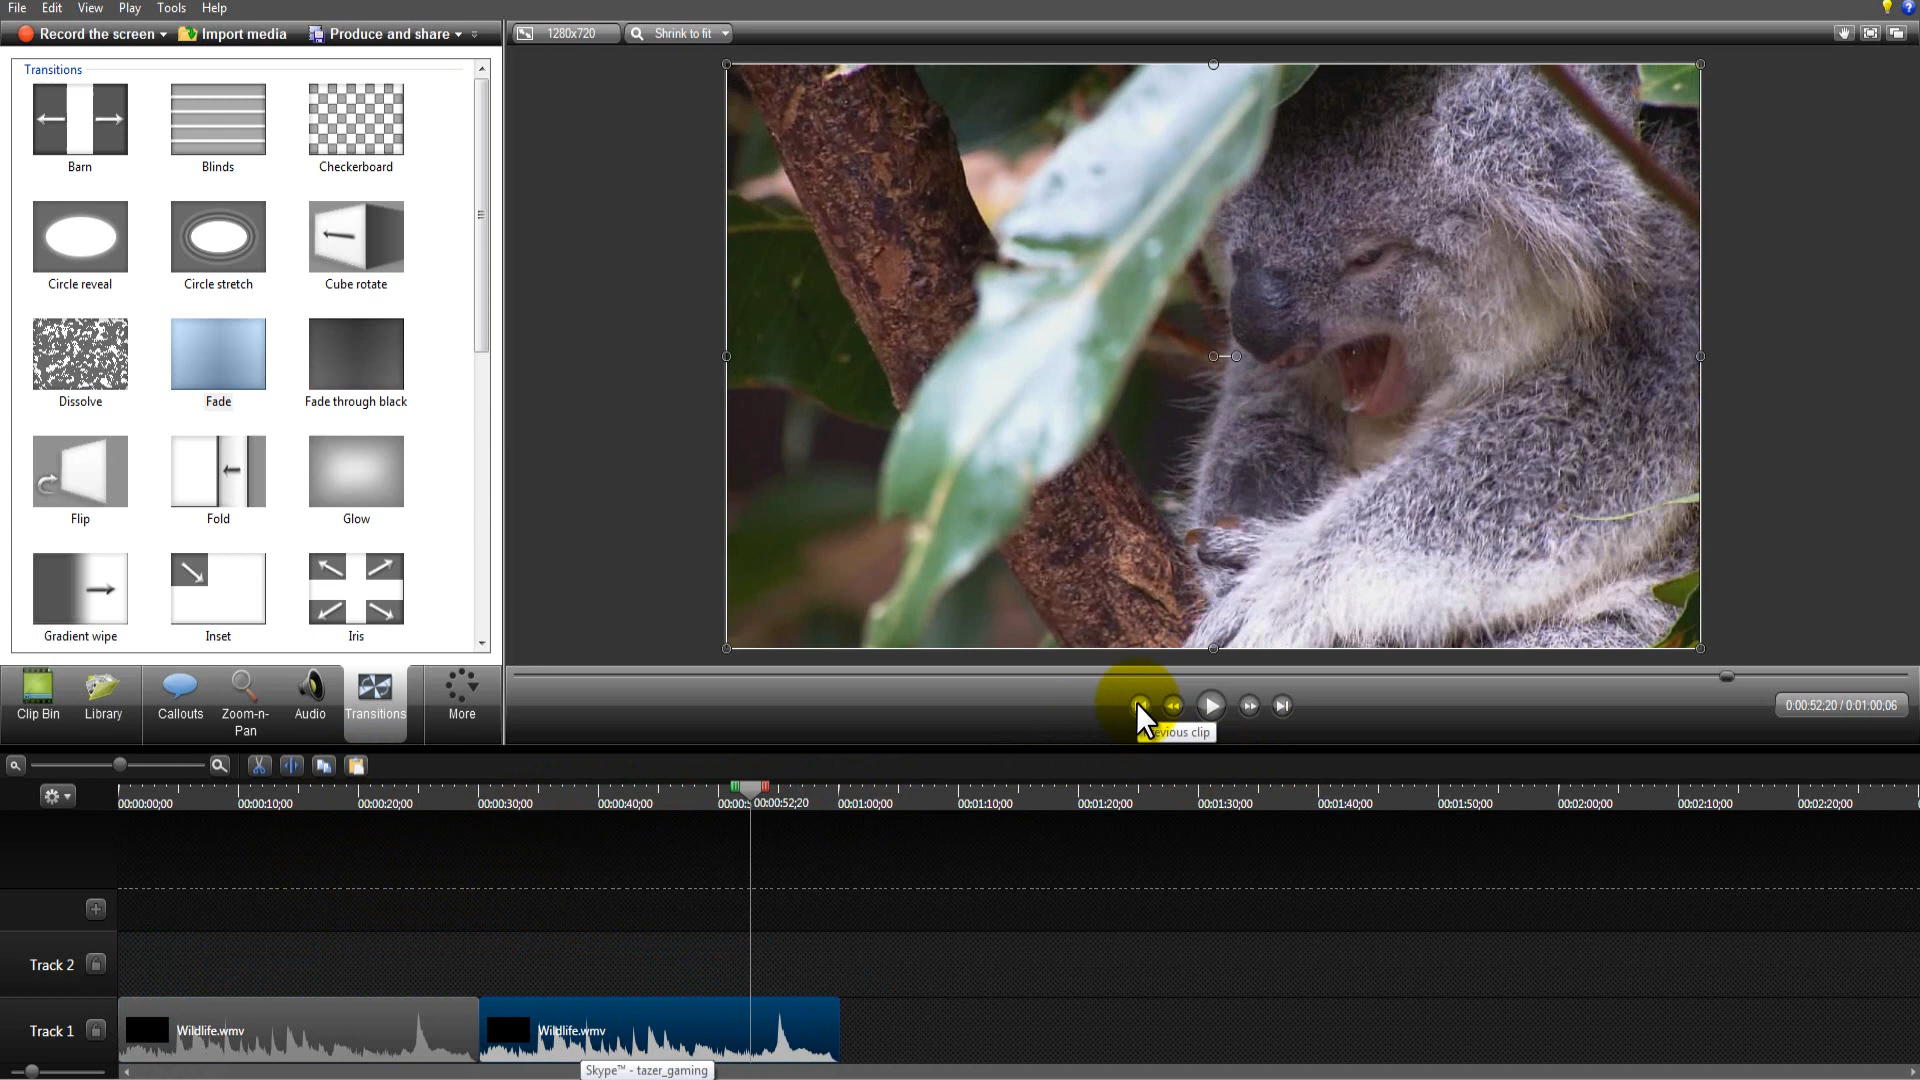 File Edit View Play Tools Help
Record the screen Import media Produce and share
1280x720 Shrink to fit
Transitions
Barn Blinds Checkerboard
Circle reveal Circle stretch Cube rotate
Dissolve Fade Fade through black
Flip Fold Glow
Gradient wipe Inset Iris
Clip Bin Library Callouts Zoom-n-Pan Audio Transitions More
evious clip
0:00:52;20 / 0:01:00;06
00:00:00;00 00:00:10;00 00:00:20;00 00:00:30;00 00:00:40;00 00:00:5 00:00:52;20 00:01:00;00 00:01:10;00 00:01:20;00 00:01:30;00 00:01:40;00 00:01:50;00 00:02:00;00 00:02:10;00 00:02:20;00
Track 2
Track 1 Wildlife.wmv Wildlife.wmv
Skype™ - tazer_gaming